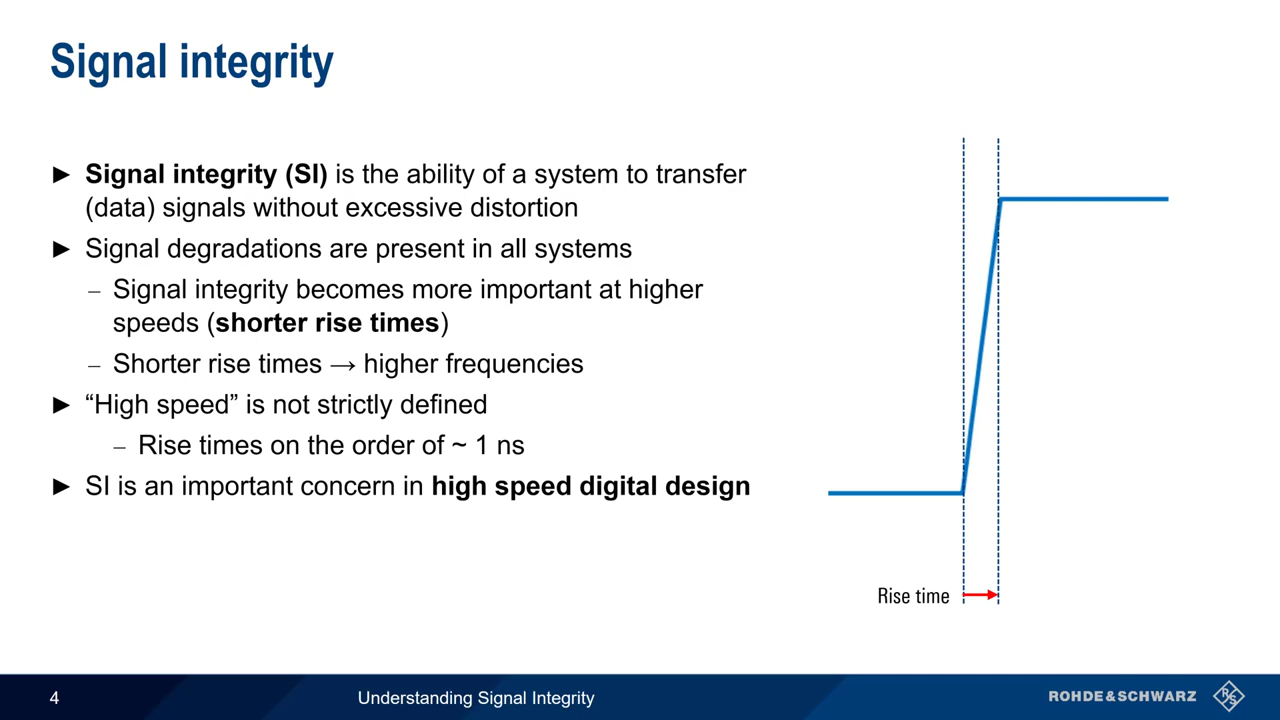 Signal integrity
► Signal integrity (SI) is the ability of a system to transfer
(data) signals without excessive distortion
► Signal degradations are present in all systems
– Signal integrity becomes more important at higher
speeds (shorter rise times)
– Shorter rise times → higher frequencies
► “High speed” is not strictly defined
– Rise times on the order of ~ 1 ns
► SI is an important concern in high speed digital design
Rise time
4
Understanding Signal Integrity
ROHDE&SCHWARZ
R S